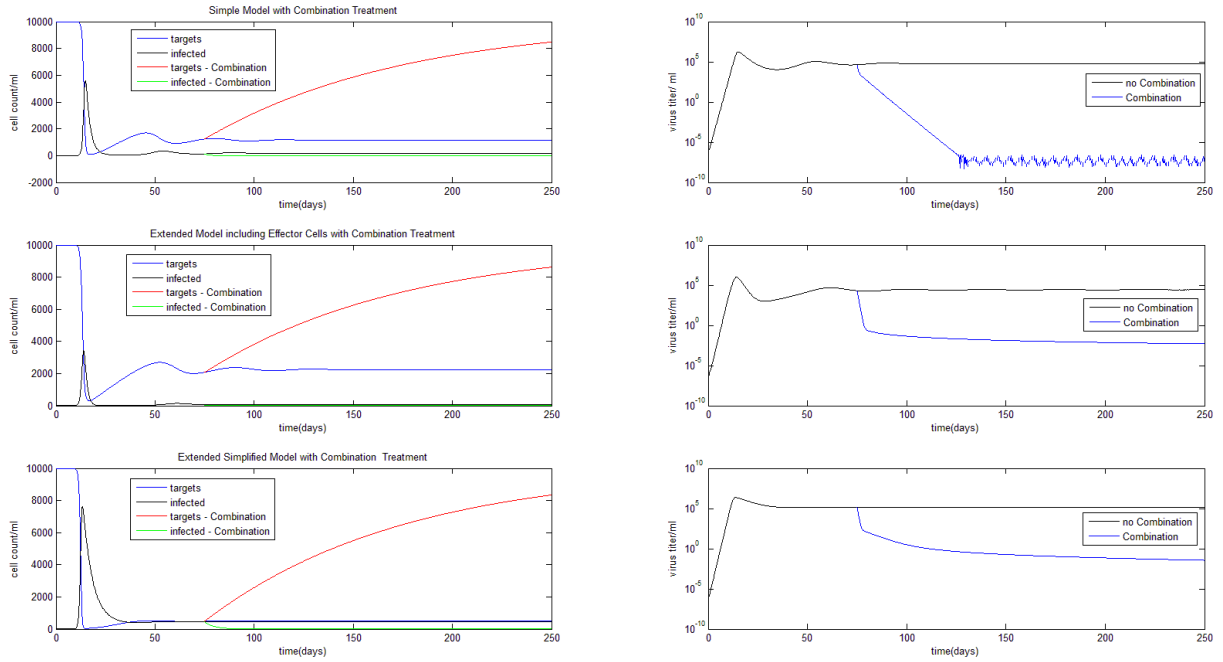 Simple Model with Combination Treatment
10000
8000
6000
4000
2000
0
-2000
cell count/ml
targets
infected
targets - Combination
infected - Combination
0 50 100 150 200 250
time(days)
10^10
10^5
10^0
10^-5
10^-10
virus titer/ ml
no Combination
Combination
0 50 100 150 200 250
time(days)
Extended Model including Effector Cells with Combination Treatment
10000
8000
6000
4000
2000
0
cell count/ml
targets
infected
targets - Combination
infected - Combination
0 50 100 150 200 250
time(days)
10^10
10^5
10^0
10^-5
10^-10
virus titer/ml
no Combination
Combination
0 50 100 150 200 250
time(days)
Extended Simplified Model with Combination Treatment
10000
8000
6000
4000
2000
0
cell count/ml
targets
infected
targets - Combination
infected - Combination
0 50 100 150 200 250
time(days)
10^10
10^5
10^0
10^-5
10^-10
virus titer/ml
no Combination
Combination
0 50 100 150 200 250
time(days)